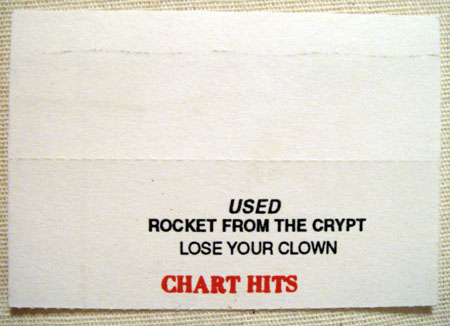 USED
ROCKET FROM THE CRYPT
LOSE YOUR CLOWN
CHART HITS